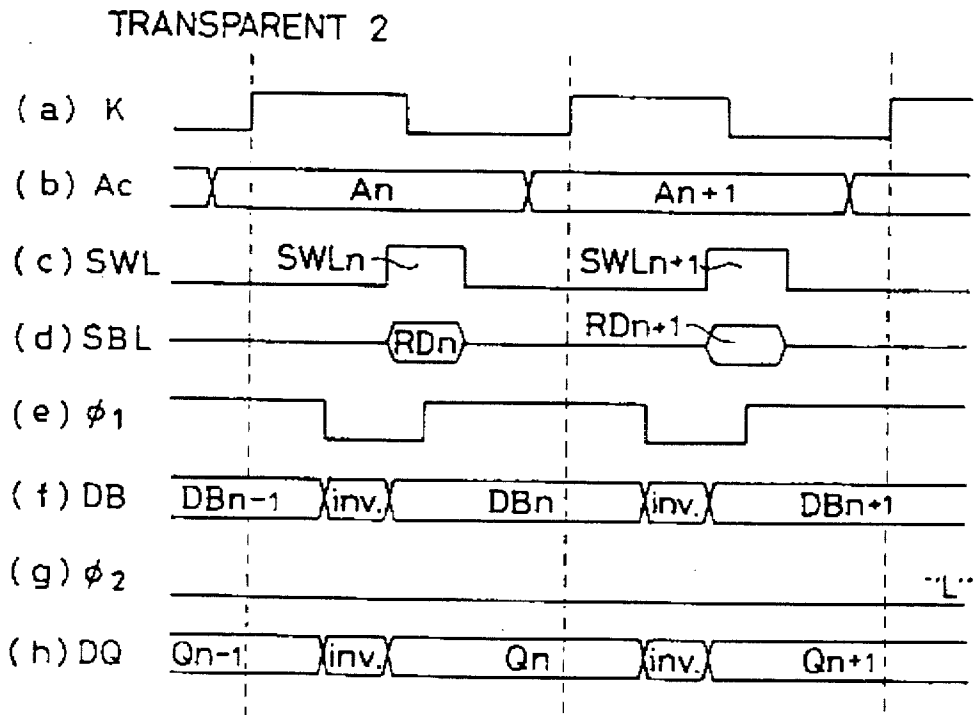 TRANSPARENT 2
(a) K
(b) Ac An An+1
(c) SWL SWLn SWLn+1
(d) SBL RDn RDn+1
(e) ϕ1
(f) DB DBn-1 inv. DBn inv. DBn+1
(g) ϕ2 "L"
(h) DQ Qn-1 inv. Qn inv. Qn+1